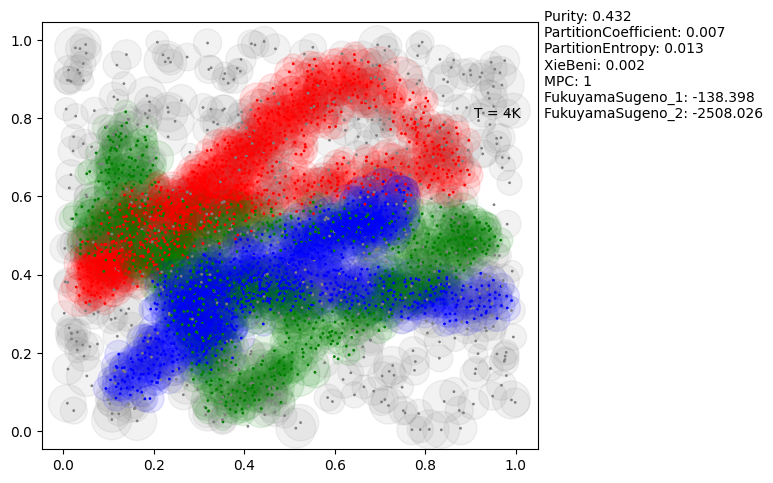 Purity: 0.432
PartitionCoefficient: 0.007
PartitionEntropy: 0.013
XieBeni: 0.002
MPC: 1
FukuyamaSugeno_1: -138.398
FukuyamaSugeno_2: -2508.026
T = 4K
1.0
0.8
0.6
0.4
0.2
0.0
0.0 0.2 0.4 0.6 0.8 1.0